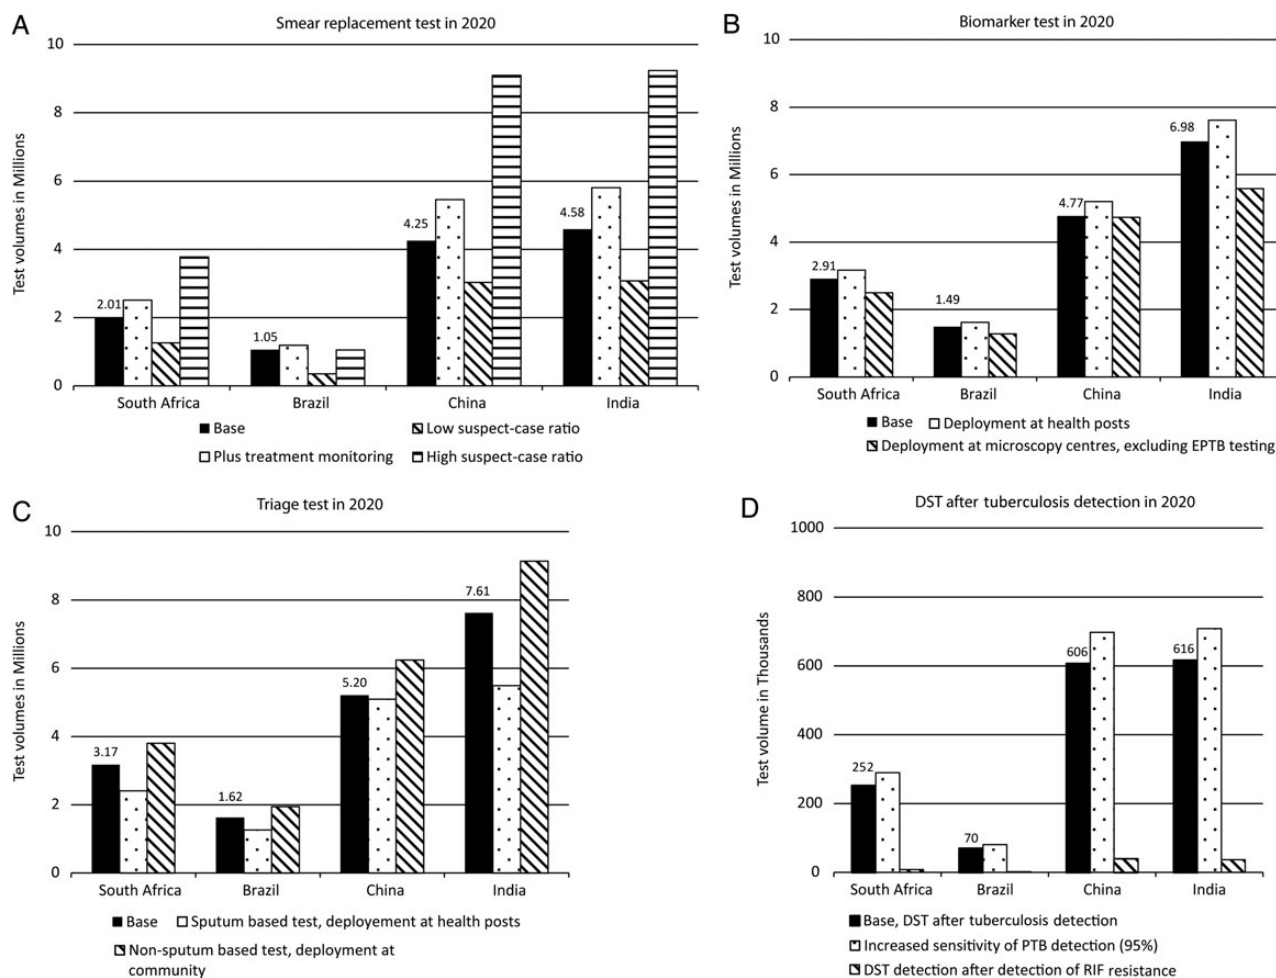 A
Smear replacement test in 2020
Test volumes in Millions
10
8
6
4
2
0
2.01
1.05
4.25
4.58
South Africa
Brazil
China
India
Base
Low suspect-case ratio
Plus treatment monitoring
High suspect-case ratio
B
Biomarker test in 2020
Test volumes in Millions
10
8
6
4
2
0
2.91
1.49
4.77
6.98
South Africa
Brazil
China
India
Base
Deployment at health posts
Deployment at microscopy centres, excluding EPTB testing
C
Triage test in 2020
Test volumes in Millions
10
8
6
4
2
0
3.17
1.62
5.20
7.61
South Africa
Brazil
China
India
Base
Sputum based test, deployement at health posts
Non-sputum based test, deployment at
community
D
DST after tuberculosis detection in 2020
Test volume in Thousands
1000
800
600
400
200
0
252
70
606
616
South Africa
Brazil
China
India
Base, DST after tuberculosis detection
Increased sensitivity of PTB detection (95%)
DST detection after detection of RIF resistance